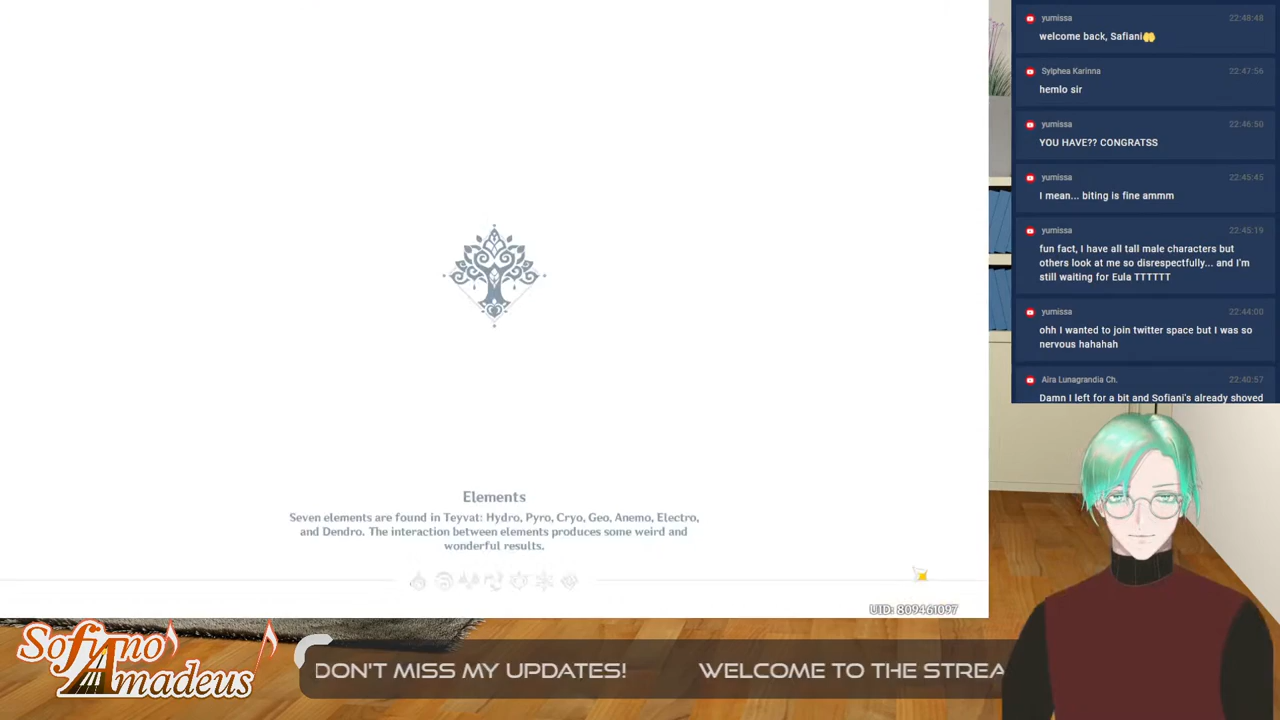 Elements
Seven elements are found in Teyvat: Hydro, Pyro, Cryo, Geo, Anemo, Electro,
and Dendro. The interaction between elements produces some weird and
wonderful results.
UID: 809461097
yumissa 22:48:48
welcome back, Safiani
Sylphea Karinna 22:47:56
hemlo sir
yumissa 22:46:50
YOU HAVE?? CONGRATSS
yumissa 22:45:45
I mean... biting is fine ammm
yumissa 22:45:19
fun fact, I have all tall male characters but
others look at me so disrespectfully... and I'm
still waiting for Eula TTTTTT
yumissa 22:44:00
ohh I wanted to join twitter space but I was so
nervous hahahah
Aira Lunagrandia Ch. 22:40:57
Damn I left for a bit and Sofiani's already shoved
Sofiano
Amadeus
DON'T MISS MY UPDATES! WELCOME TO THE STREA